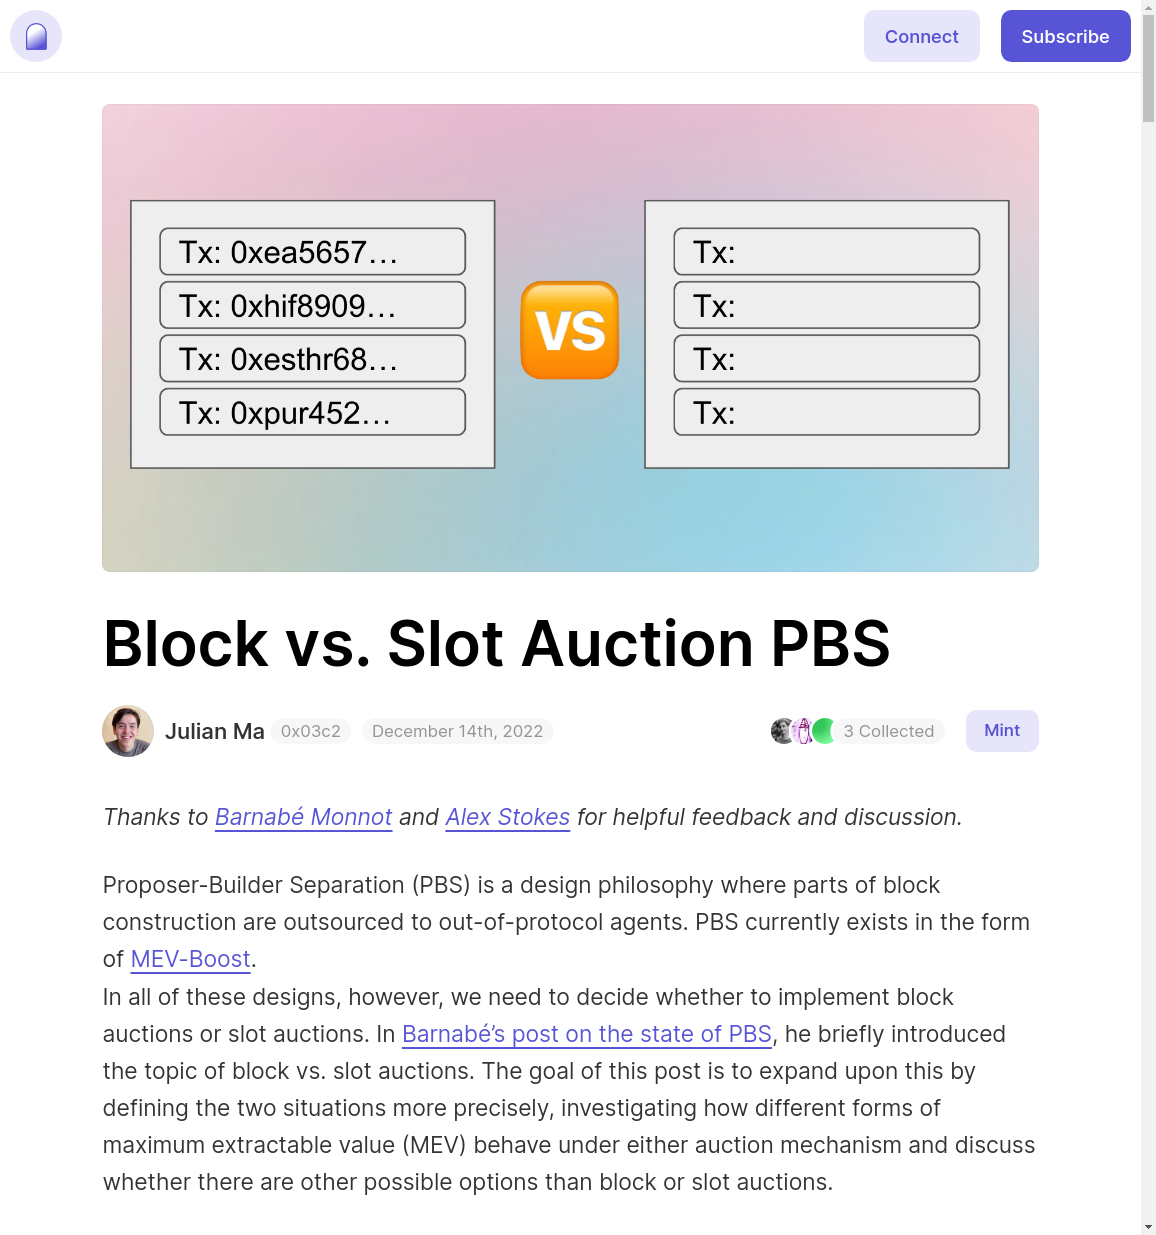 Connect
Subscribe
Tx: 0xea5657...
Tx: 0xhif8909...
Tx: 0xesthr68...
Tx: 0xpur452...
VS
Tx:
Tx:
Tx:
Tx:
Block vs. Slot Auction PBS
Julian Ma 0x03c2 December 14th, 2022
3 Collected
Mint
Thanks to Barnabé Monnot and Alex Stokes for helpful feedback and discussion.
Proposer-Builder Separation (PBS) is a design philosophy where parts of block
construction are outsourced to out-of-protocol agents. PBS currently exists in the form
of MEV-Boost.
In all of these designs, however, we need to decide whether to implement block
auctions or slot auctions. In Barnabé’s post on the state of PBS, he briefly introduced
the topic of block vs. slot auctions. The goal of this post is to expand upon this by
defining the two situations more precisely, investigating how different forms of
maximum extractable value (MEV) behave under either auction mechanism and discuss
whether there are other possible options than block or slot auctions.